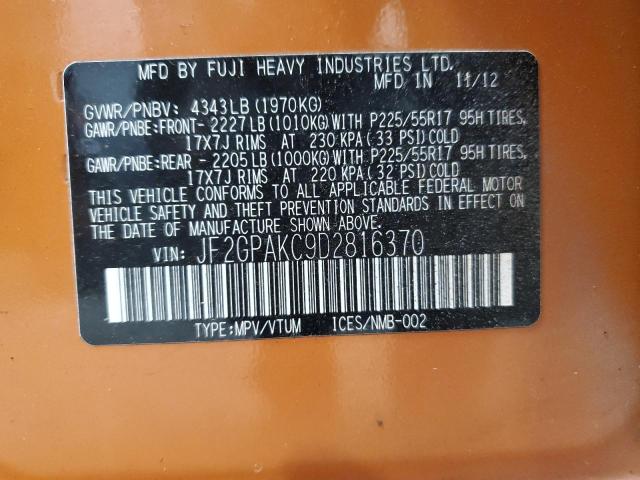 MFD BY FUJI HEAVY INDUSTRIES LTD.
MFD IN 11/12
GVWR/PNBV: 4343LB(1970KG)
GAWR/PNBE:FRONT- 2227LB(1010KG)WITH P225/55R17 95H TIRES,
17X7J RIMS AT 230 KPA(33 PSI)COLD
GAWR/PNBE:REAR - 2205LB(1000KG)WITH P225/55R17 95H TIRES,
17X7J RIMS AT 220 KPA(32 PSI)COLD
THIS VEHICLE CONFORMS TO ALL APPLICABLE FEDERAL MOTOR
VEHICLE SAFETY AND THEFT PREVENTION STANDARDS IN EFFECT ON
THE DATE OF MANUFACTURE SHOWN ABOVE.
VIN: JF2GPAKC9D2816370
TYPE:MPV/VTUM ICES/NMB-002